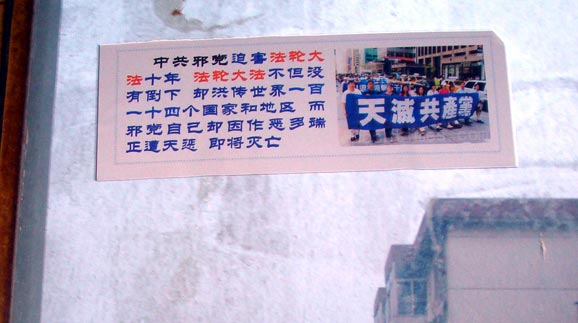 中共邪党迫害法轮大
法十年 法轮大法不但没
有倒下 却洪传世界一百
一十四个国家和地区 而
邪党自己却因作恶多端
正遭天惩 即将灭亡
天滅共產黨